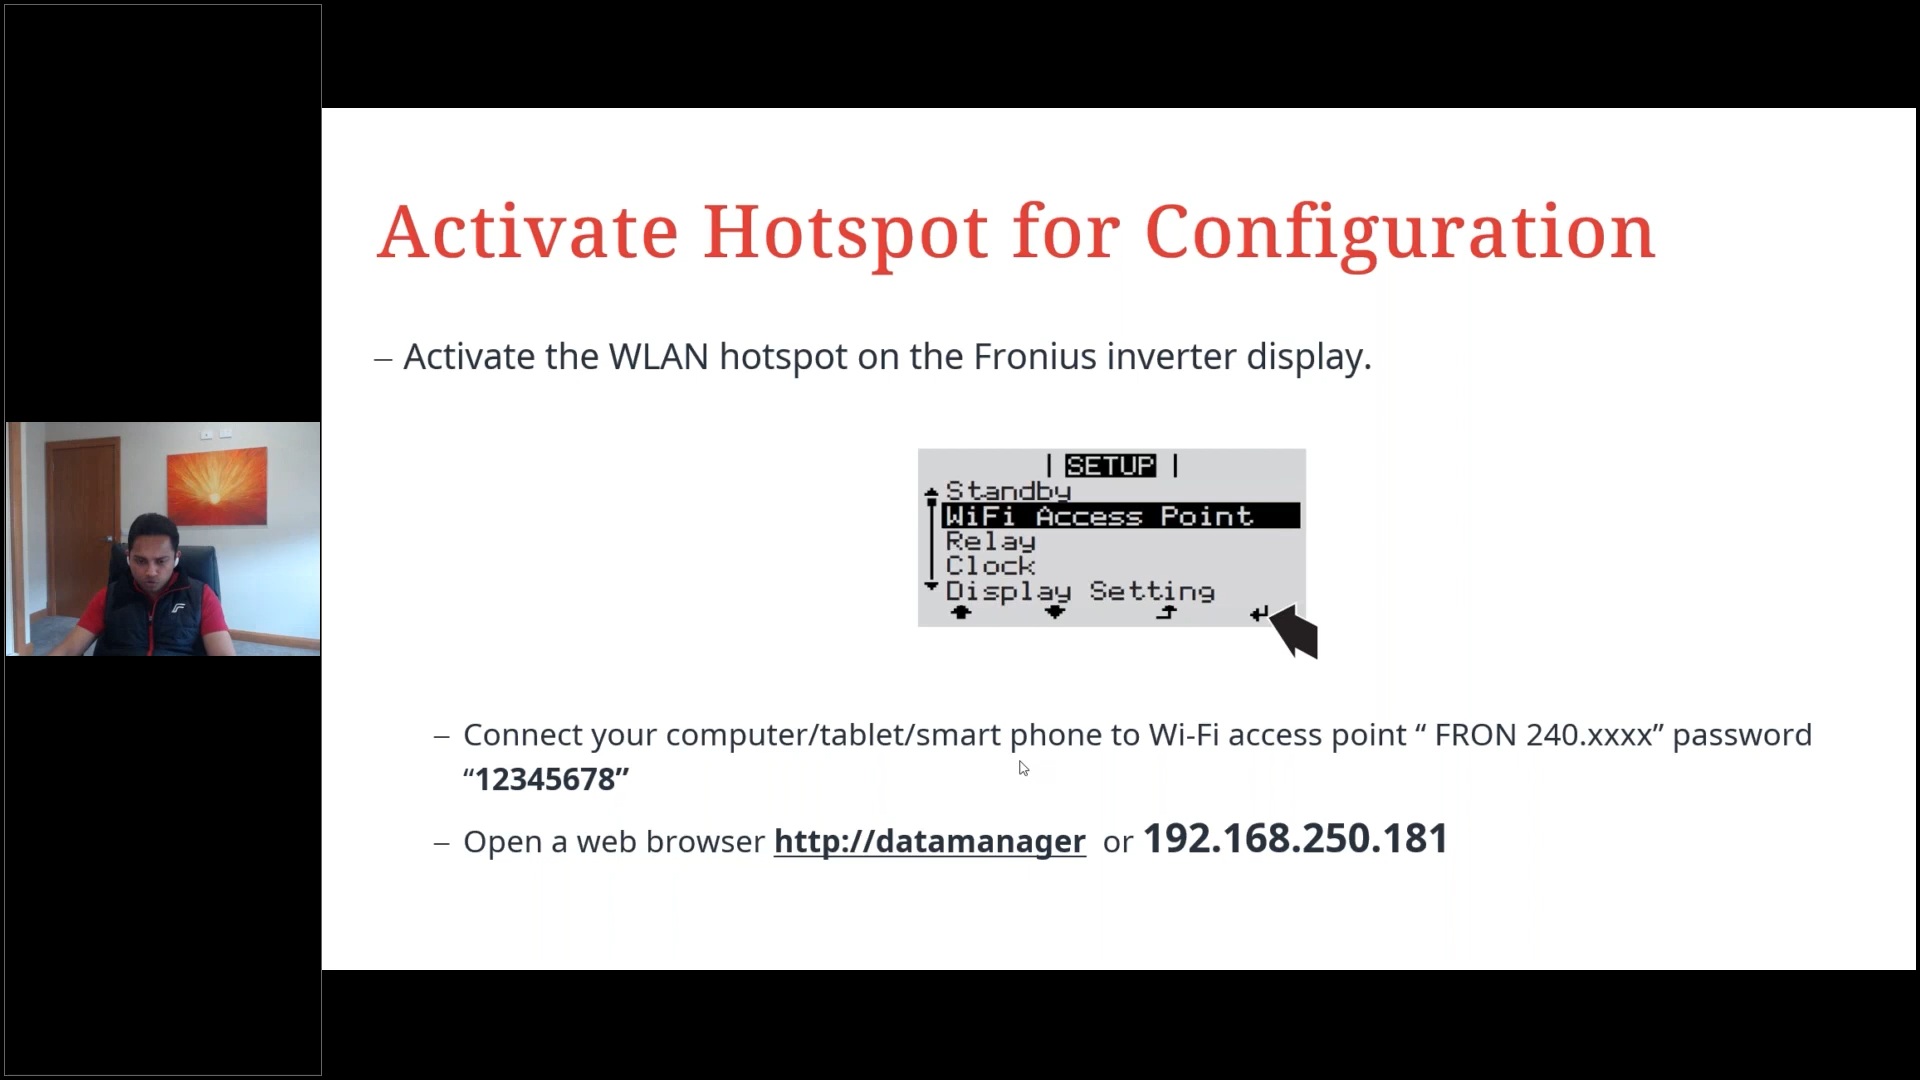 Activate Hotspot for Configuration
– Activate the WLAN hotspot on the Fronius inverter display.
| SETUP |
Standby
WiFi Access Point
Relay
Clock
Display Setting
– Connect your computer/tablet/smart phone to Wi-Fi access point “ FRON 240.xxxx” password
“12345678”
– Open a web browser http://datamanager or 192.168.250.181